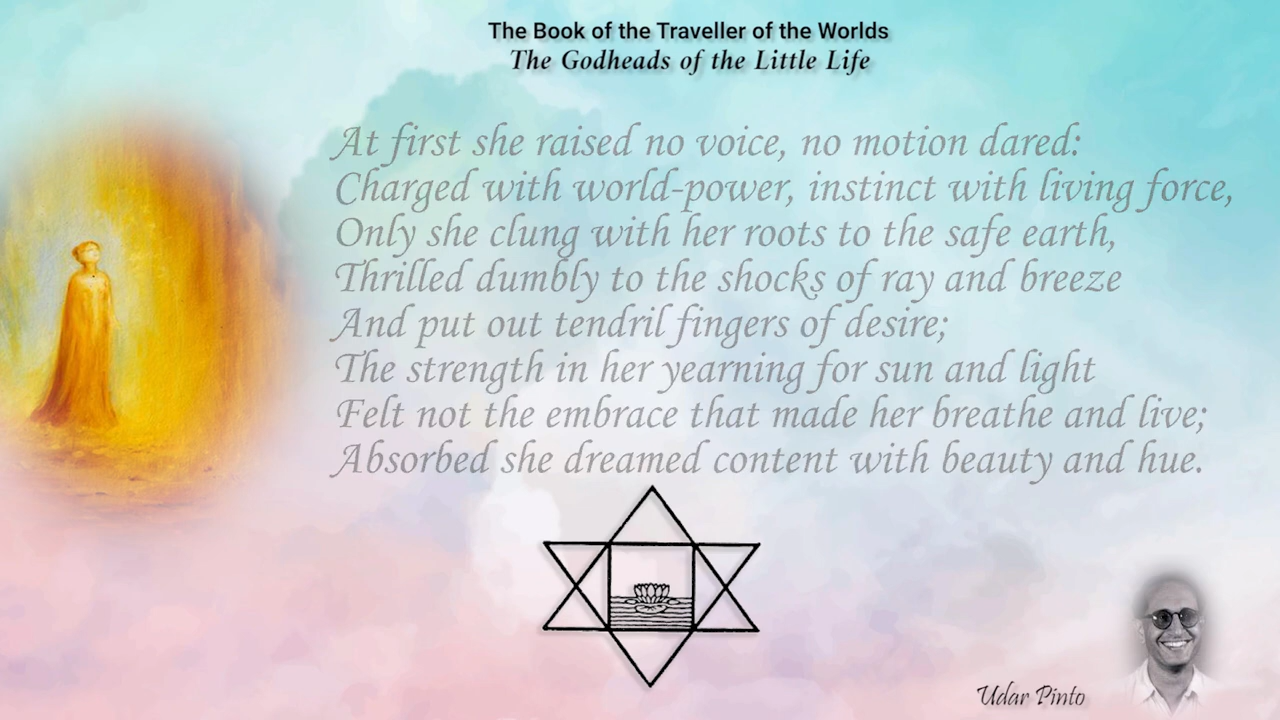 The Book of the Traveller of the Worlds
The Godheads of the Little Life
At first she raised no voice, no motion dared:
Charged with world-power, instinct with living force,
Only she clung with her roots to the safe earth,
Thrilled dumbly to the shocks of ray and breeze
And put out tendril fingers of desire;
The strength in her yearning for sun and light
Felt not the embrace that made her breathe and live;
Absorbed she dreamed content with beauty and hue.
Udar Pinto